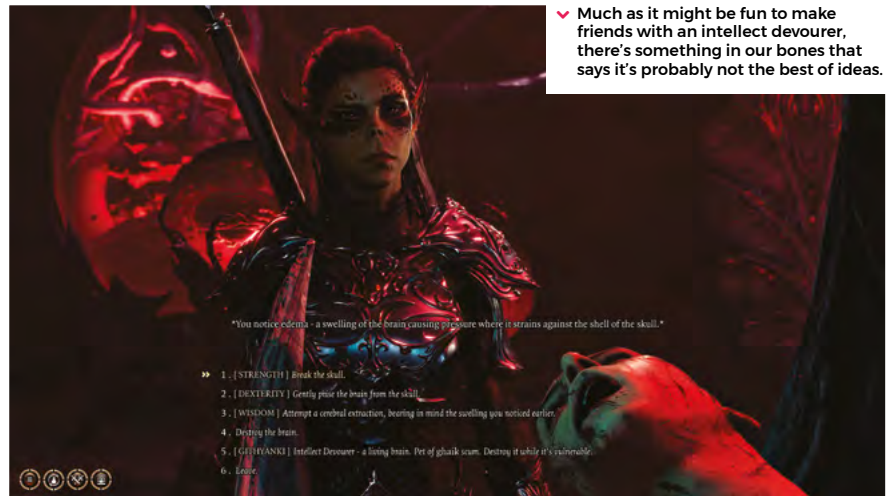 Much as it might be fun to make
friends with an intellect devourer,
there's something in our bones that
says it's probably not the best of ideas.
*You notice edema - a swelling of the brain causing pressure where it strains against the shell of the skull.*
1. [ STRENGTH ] Break the skull.
2. [ DEXTERITY ] Gently prise the brain from the skull.
3. [ WISDOM ] Attempt a cerebral extraction, bearing in mind the swelling you noticed earlier.
4. Destroy the brain.
5. [ GITHYANKI ] Intellect Devourer - a living brain. Pet of ghaik scum. Destroy it while it's vulnerable.
6. Leave.